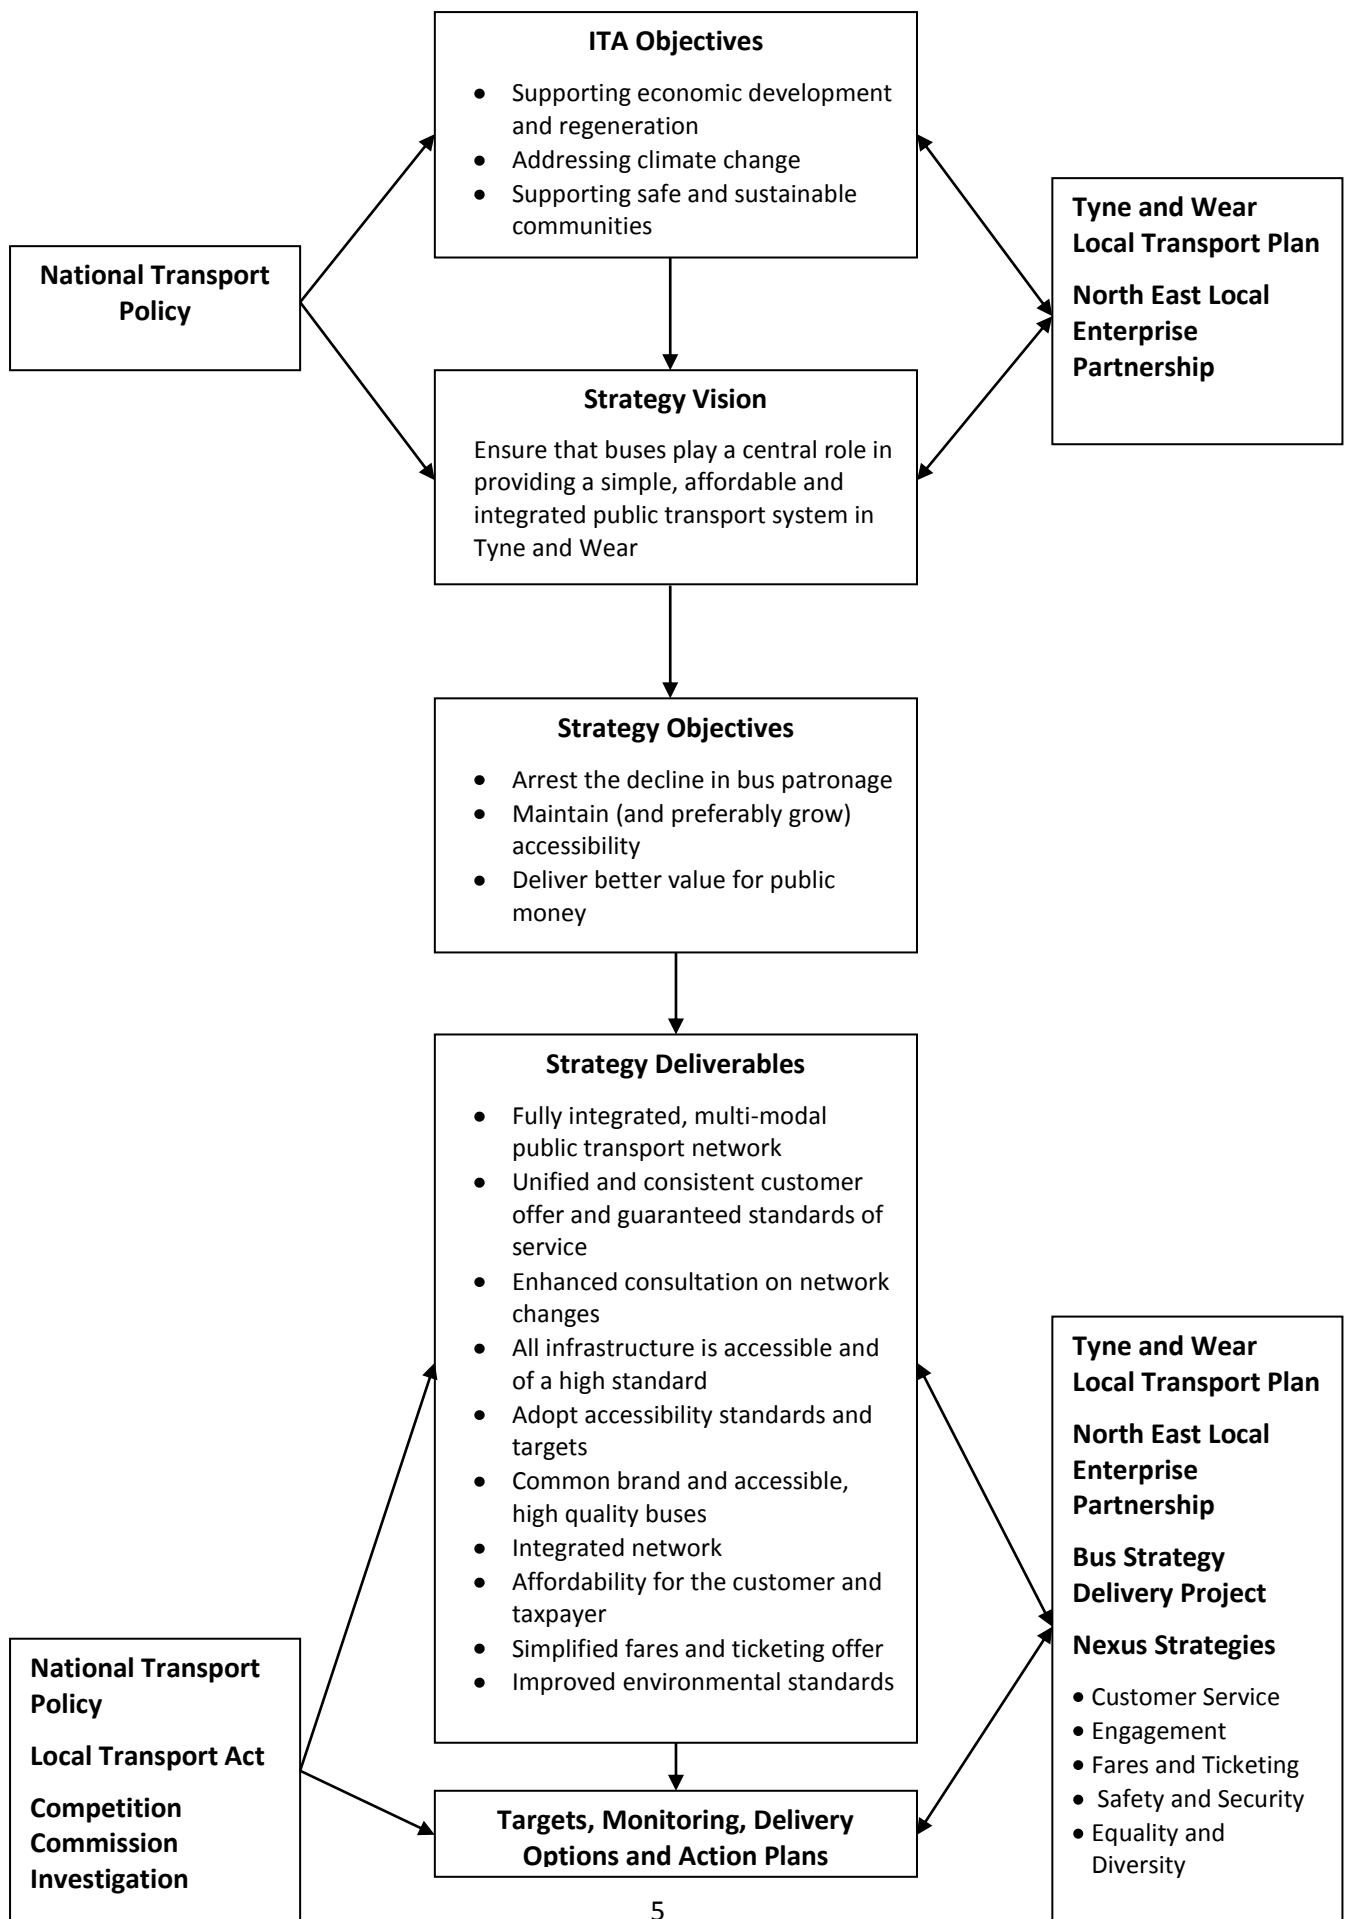 ITA Objectives
• Supporting economic development
and regeneration
• Addressing climate change
• Supporting safe and sustainable
communities
National Transport
Policy
Tyne and Wear
Local Transport Plan
North East Local
Enterprise
Partnership
Strategy Vision
Ensure that buses play a central role in
providing a simple, affordable and
integrated public transport system in
Tyne and Wear
Strategy Objectives
• Arrest the decline in bus patronage
• Maintain (and preferably grow)
accessibility
• Deliver better value for public
money
Strategy Deliverables
• Fully integrated, multi-modal
public transport network
• Unified and consistent customer
offer and guaranteed standards of
service
• Enhanced consultation on network
changes
• All infrastructure is accessible and
of a high standard
• Adopt accessibility standards and
targets
• Common brand and accessible,
high quality buses
• Integrated network
• Affordability for the customer and
taxpayer
• Simplified fares and ticketing offer
• Improved environmental standards
National Transport
Policy
Local Transport Act
Competition
Commission
Investigation
Tyne and Wear
Local Transport Plan
North East Local
Enterprise
Partnership
Bus Strategy
Delivery Project
Nexus Strategies
• Customer Service
• Engagement
• Fares and Ticketing
• Safety and Security
• Equality and
Diversity
Targets, Monitoring, Delivery
Options and Action Plans
5